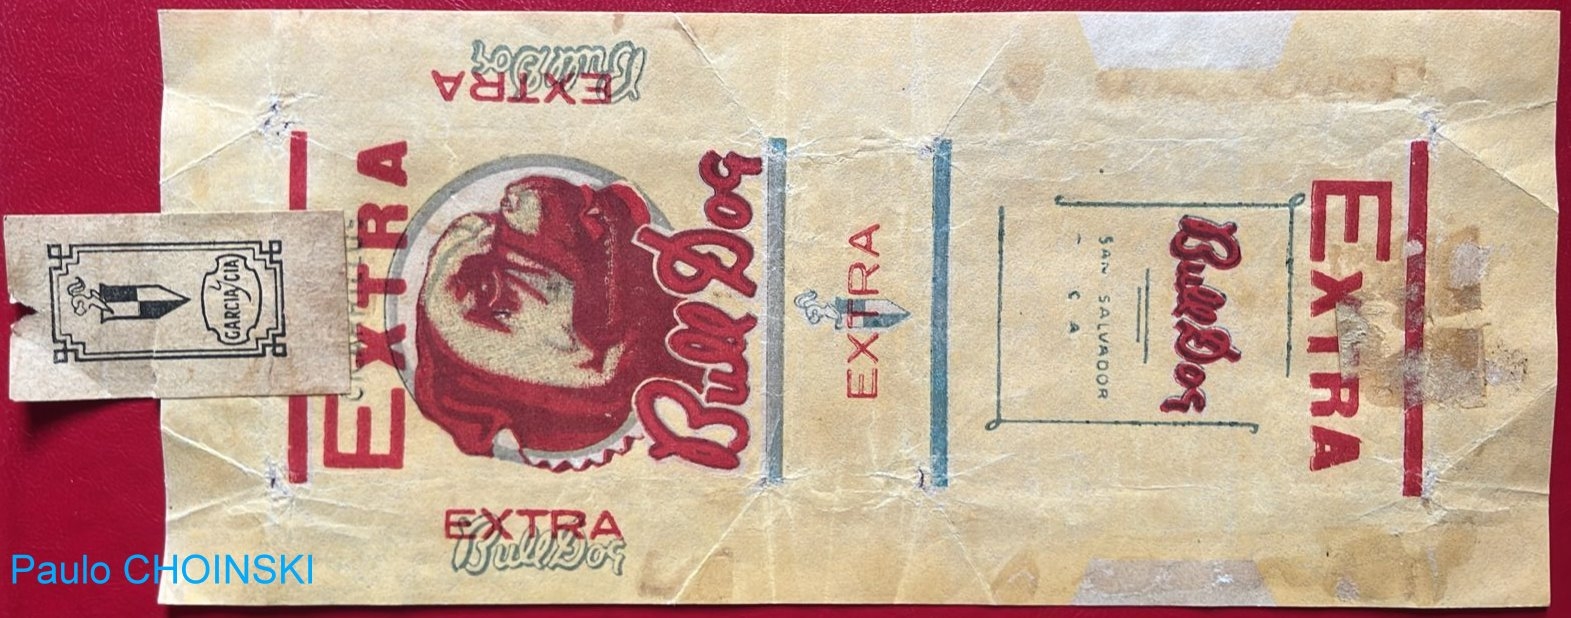 Bull Dog
EXTRA
EXTRA
GARCIA Y CIA
Bull Dog
EXTRA
EXTRA
Bull Dog
SAN SALVADOR
C A
EXTRA
EXTRA
Bull Dog
Paulo CHOINSKI